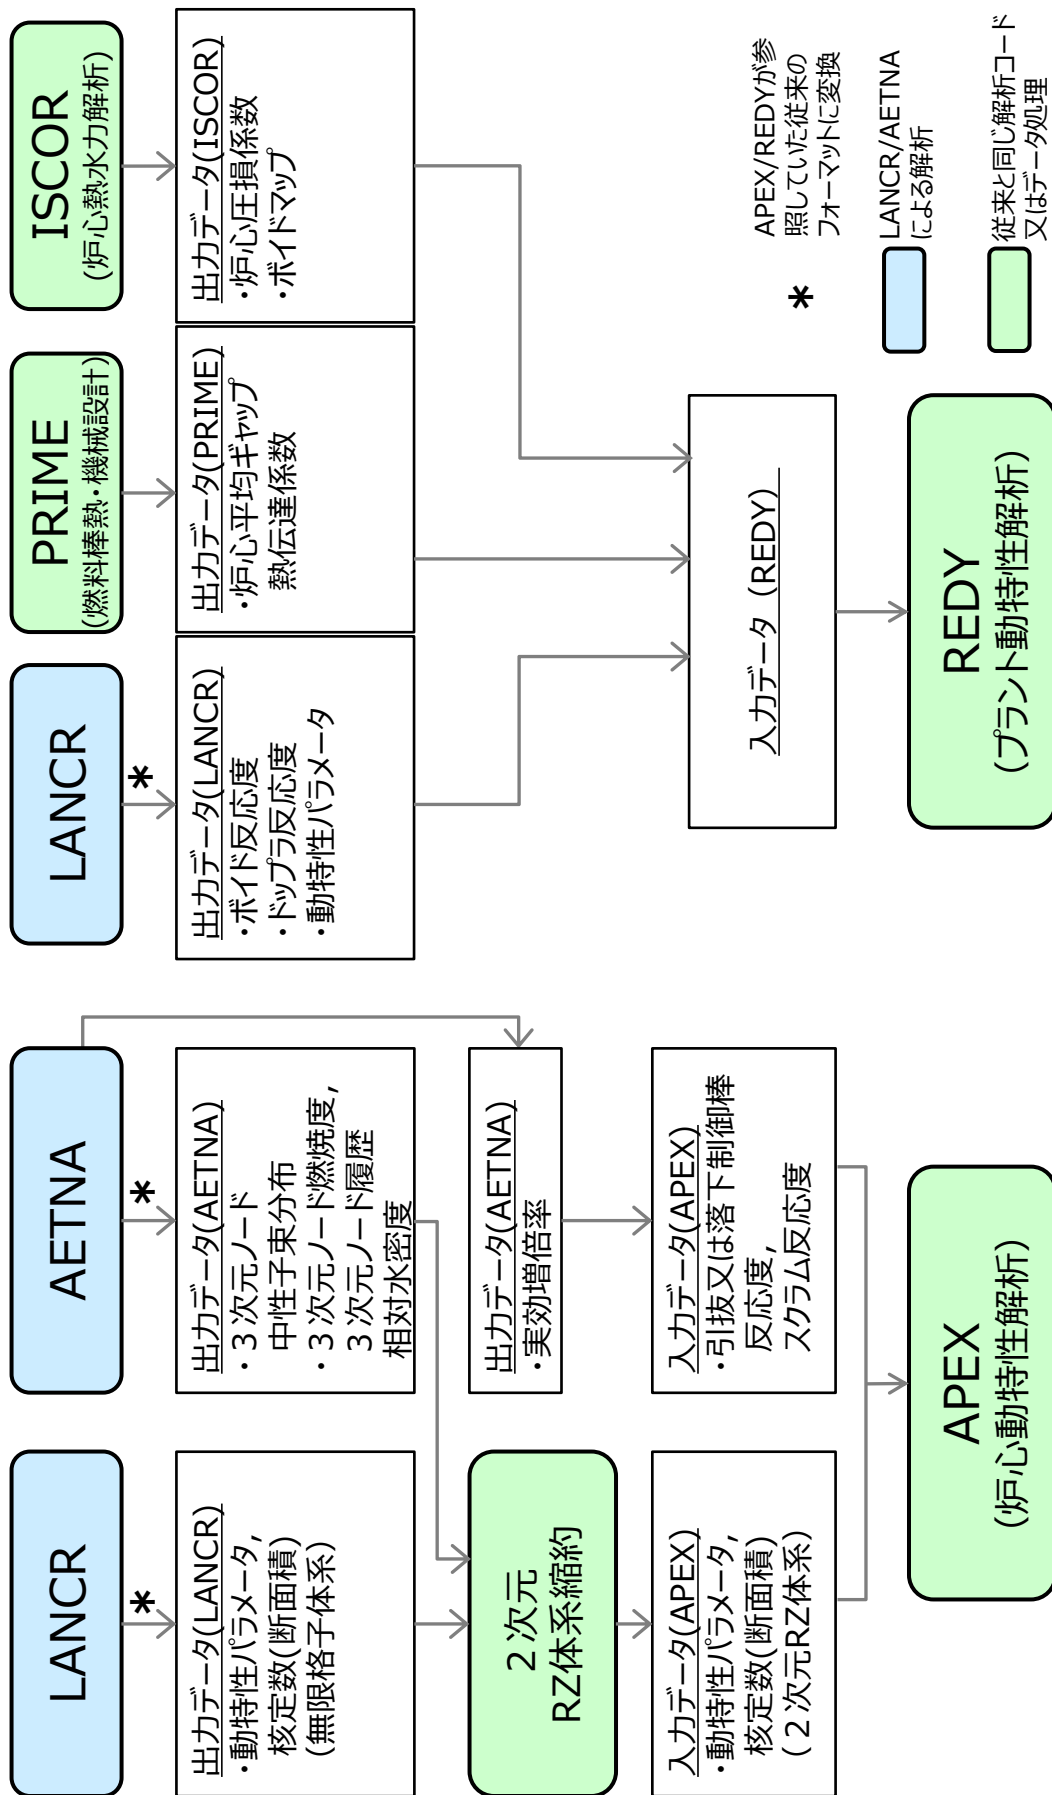 LANCR
*
出力データ(LANCR)
・動特性パラメータ,
核定数(断面積)
(無限格子体系)
AETNA
*
出力データ(AETNA)
・３次元ノード
中性子束分布
・３次元ノード燃焼度,
３次元ノード履歴
相対水密度
２次元
RZ体系縮約
出力データ(AETNA)
・実効増倍率
入力データ(APEX)
・動特性パラメータ,
核定数(断面積)
(２次元RZ体系)
入力データ(APEX)
・引抜又は落下制御棒
反応度,
スクラム反応度
APEX
(炉心動特性解析)
LANCR
*
出力データ(LANCR)
・ボイド反応度
・ドップラ反応度
・動特性パラメータ
PRIME
(燃料棒熱・機械設計)
出力データ(PRIME)
・炉心平均ギャップ
熱伝達係数
ISCOR
(炉心熱水力解析)
出力データ(ISCOR)
・炉心圧損係数
・ボイドマップ
入力データ（REDY）
REDY
(プラント動特性解析)
*
APEX/REDYが参
照していた従来の
フォーマットに変換
LANCR/AETNA
による解析
従来と同じ解析コード
又はデータ処理